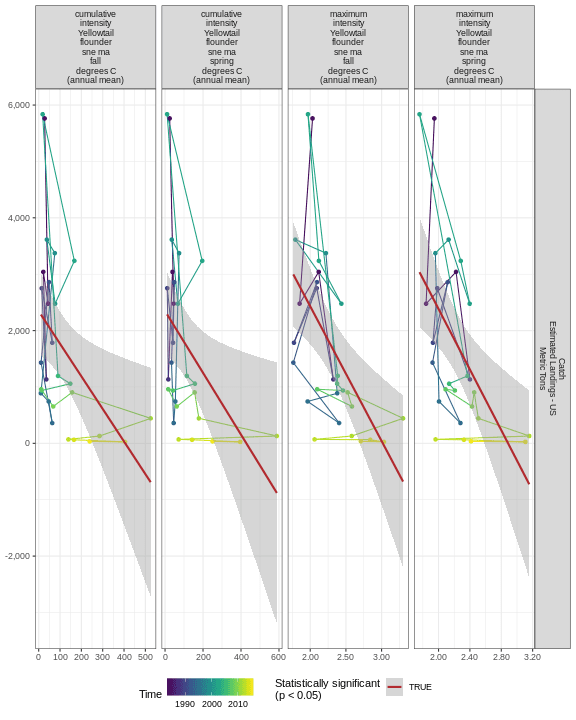 cumulative
intensity
Yellowtail
flounder
sne ma
fall
degrees C
(annual mean)
cumulative
intensity
Yellowtail
flounder
sne ma
spring
degrees C
(annual mean)
maximum
intensity
Yellowtail
flounder
sne ma
fall
degrees C
(annual mean)
maximum
intensity
Yellowtail
flounder
sne ma
spring
degrees C
(annual mean)
6,000
4,000
2,000
0
-2,000
Catch
Estimated Landings - US
Metric Tons
0 100 200 300 400 500
0 200 400 600
2.00 2.50 3.00
2.00 2.40 2.80 3.20
Time
1990 2000 2010
Statistically significant
(p < 0.05)
TRUE